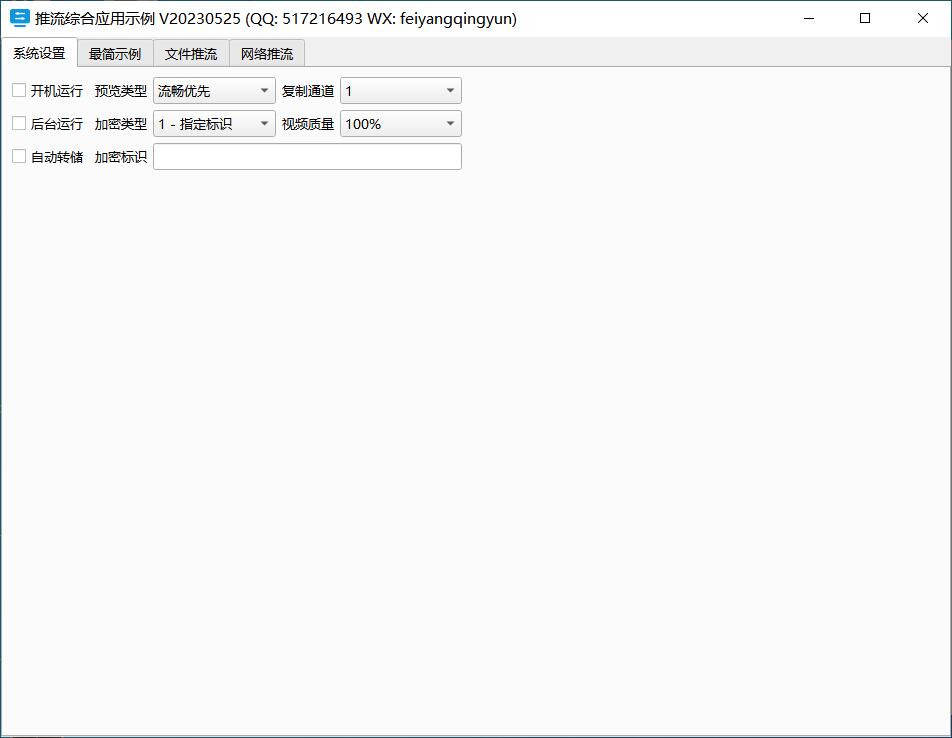 推流综合应用示例 V20230525 (QQ: 517216493 WX: feiyangqingyun)
系统设置 最简示例 文件推流 网络推流
开机运行 预览类型 流畅优先 复制通道 1
后台运行 加密类型 1 - 指定标识 视频质量 100%
自动转储 加密标识